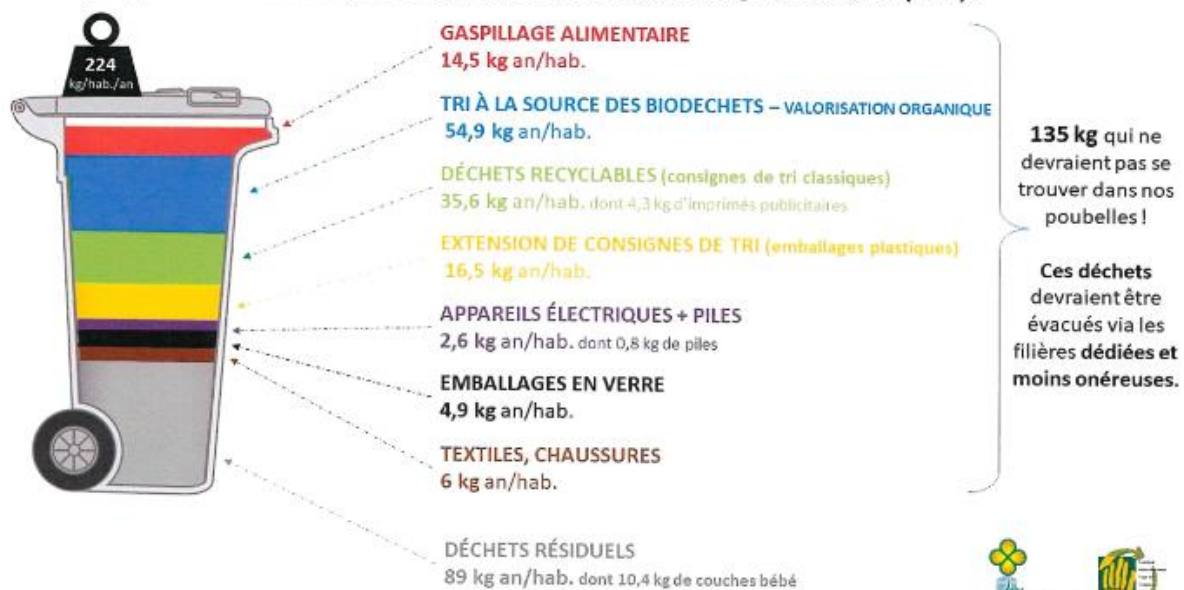 224
kg/hab./an
GASPILLAGE ALIMENTAIRE
14,5 kg an/hab.
TRI À LA SOURCE DES BIODECHETS – VALORISATION ORGANIQUE
54,9 kg an/hab.
DÉCHETS RECYCLABLES (consignes de tri classiques)
35,6 kg an/hab. dont 4,3 kg d'imprimés publicitaires
EXTENSION DE CONSIGNES DE TRI (emballages plastiques)
16,5 kg an/hab.
APPAREILS ÉLECTRIQUES + PILES
2,6 kg an/hab. dont 0,8 kg de piles
EMBALLAGES EN VERRE
4,9 kg an/hab.
TEXTILES, CHAUSSURES
6 kg an/hab.
DÉCHETS RÉSIDUELS
89 kg an/hab. dont 10,4 kg de couches bébé
135 kg qui ne
devraient pas se
trouver dans nos
poubelles !
Ces déchets
devraient être
évacués via les
filières dédiées et
moins onéreuses.